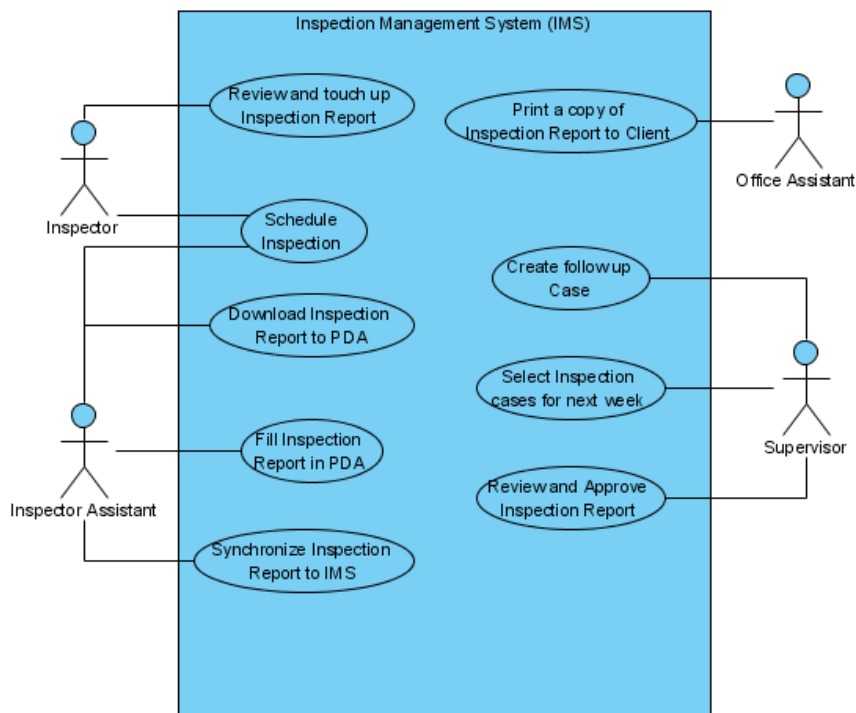 Inspection Management System (IMS)
Review and touch up
Inspection Report
Print a copy of
Inspection Report to Client
Office Assistant
Inspector
Schedule
Inspection
Create follow up
Case
Download Inspection
Report to PDA
Select Inspection
cases for next week
Supervisor
Fill Inspection
Report in PDA
Inspector Assistant
Review and Approve
Inspection Report
Synchronize Inspection
Report to IMS